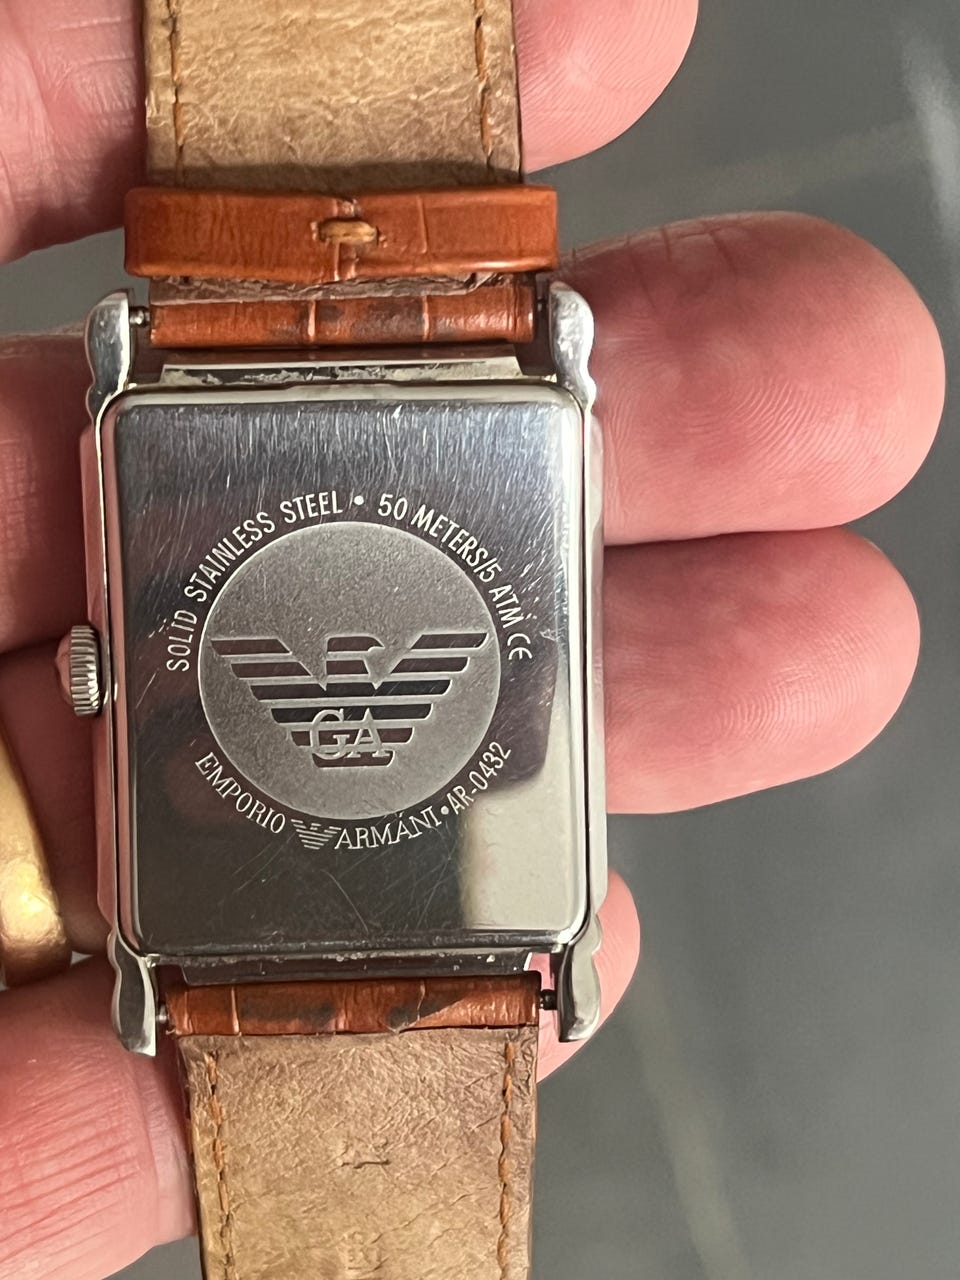 SOLID STAINLESS STEEL • 50 METERS/5 ATM CE
GA
EMPORIO ARMANI • AR-0432